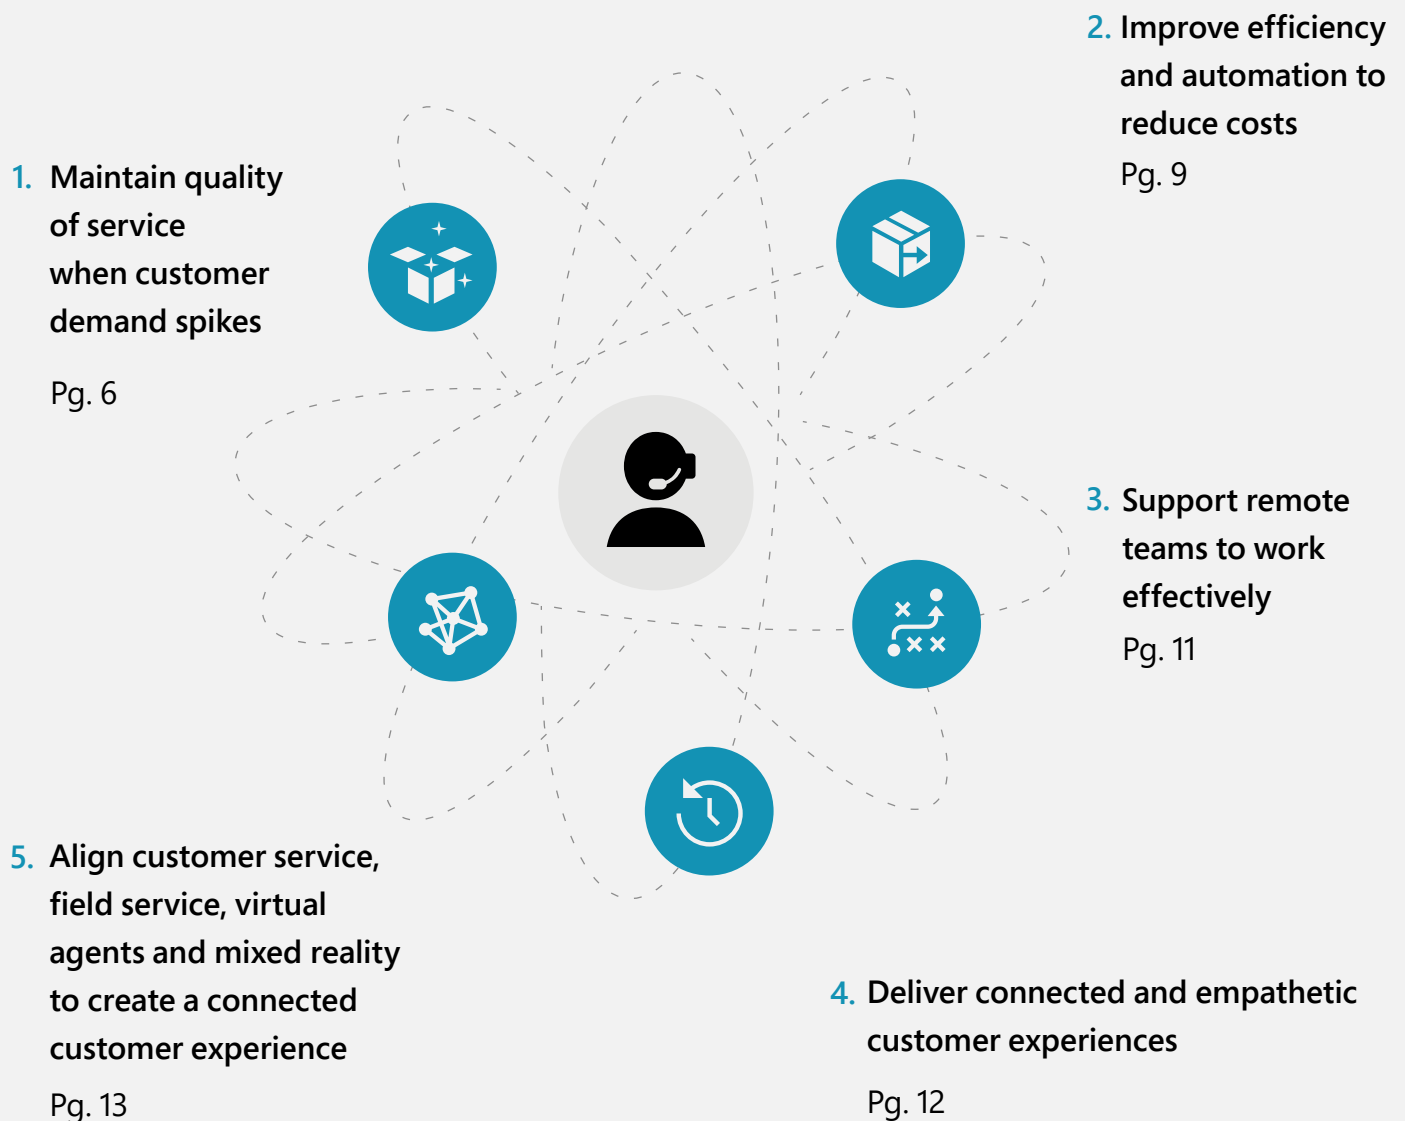 1. Maintain quality
of service
when customer
demand spikes
Pg. 6
2. Improve efficiency
and automation to
reduce costs
Pg. 9
3. Support remote
teams to work
effectively
Pg. 11
4. Deliver connected and empathetic
customer experiences
Pg. 12
5. Align customer service,
field service, virtual
agents and mixed reality
to create a connected
customer experience
Pg. 13